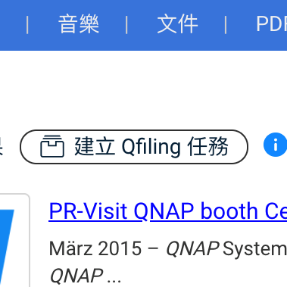 音樂 | 文件 | PDF
建立 Qfiling 任務
PR-Visit QNAP booth Ce
März 2015 – QNAP System
QNAP ...